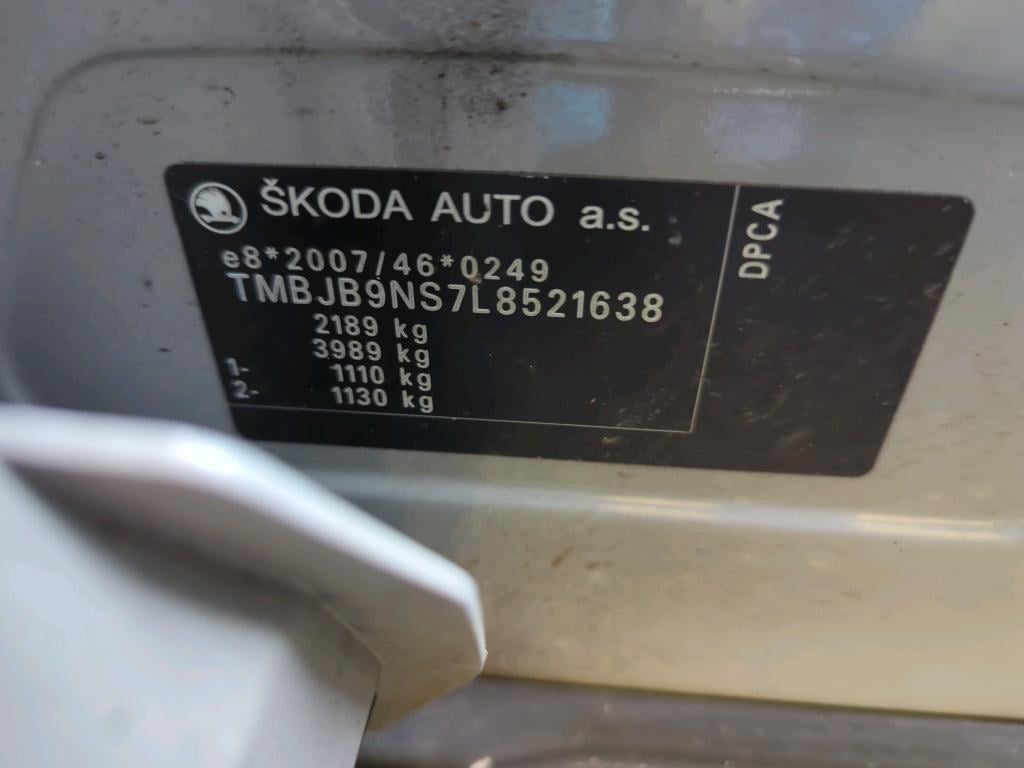 ŠKODA AUTO a.s.
e8*2007/46*0249
TMBJB9NS7L8521638
2189 kg
3989 kg
1- 1110 kg
2- 1130 kg
DPCA